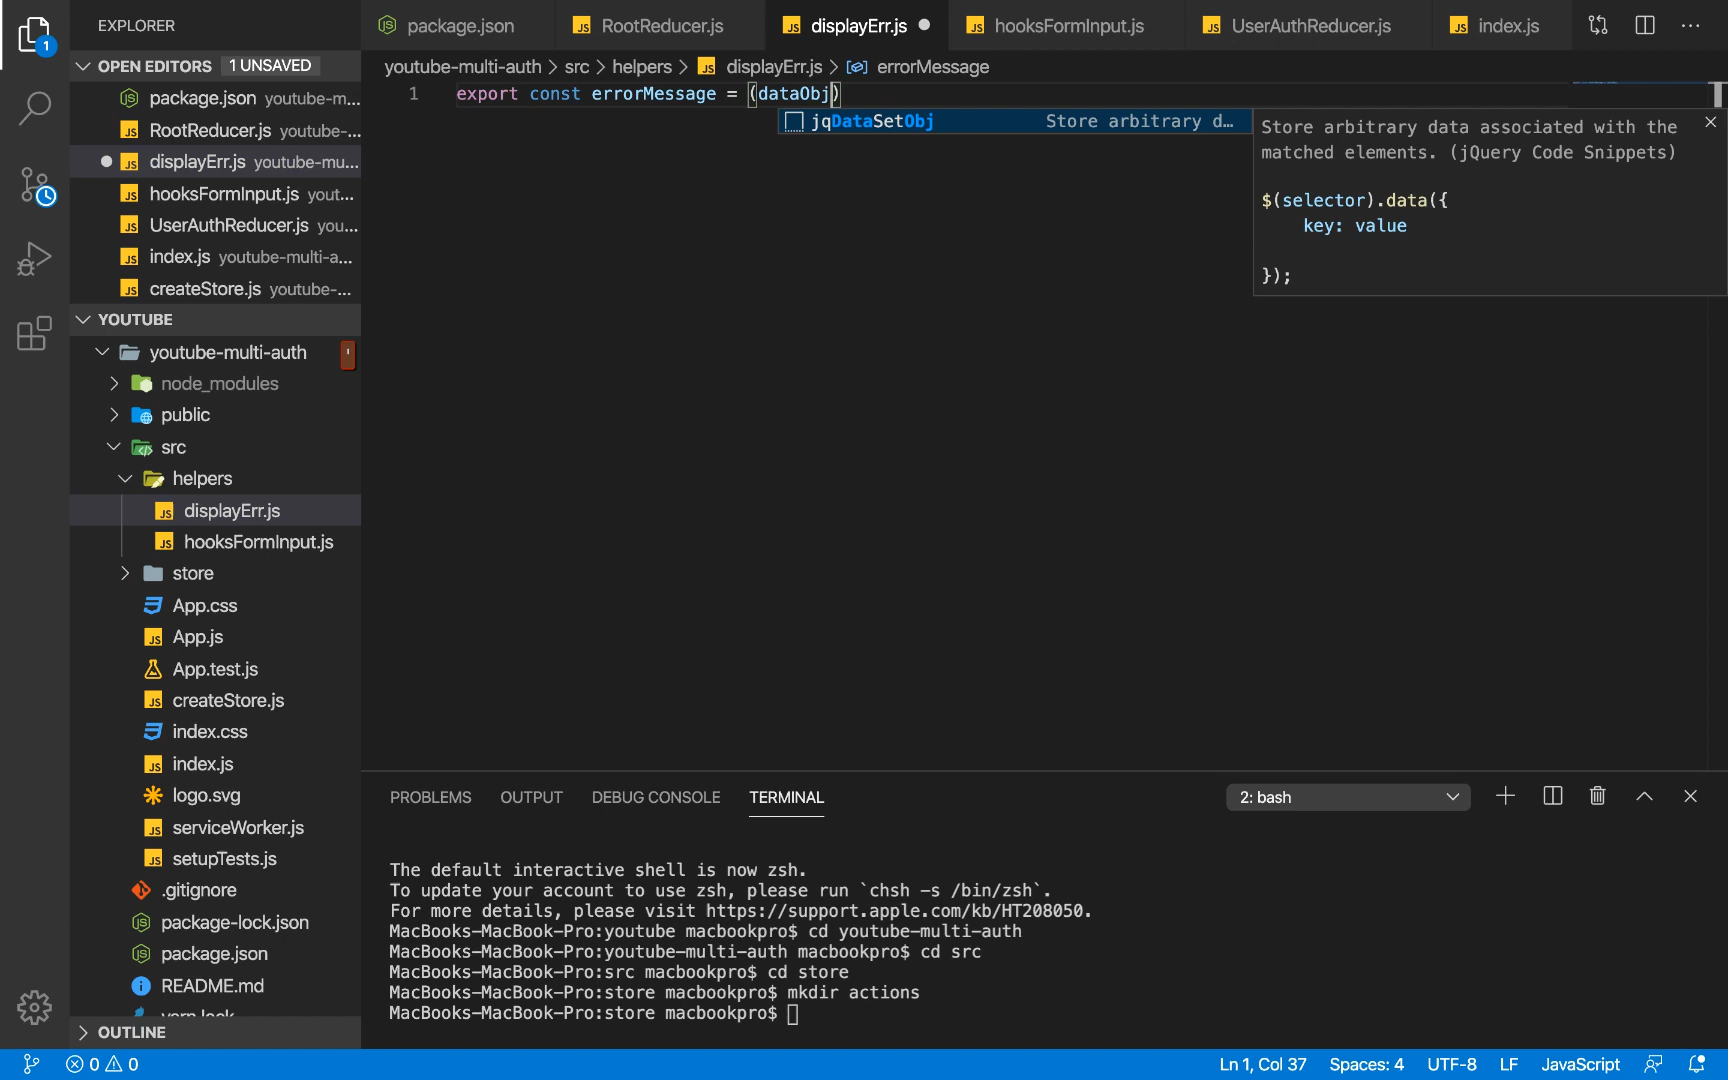 EXPLORER
OPEN EDITORS 1 UNSAVED
package.json youtube-m...
RootReducer.js youtube-...
displayErr.js youtube-mu...
hooksFormInput.js yout...
UserAuthReducer.js you...
index.js youtube-multi-a...
createStore.js youtube-...
YOUTUBE
youtube-multi-auth
node_modules
public
src
helpers
displayErr.js
hooksFormInput.js
store
App.css
App.js
App.test.js
createStore.js
index.css
index.js
logo.svg
serviceWorker.js
setupTests.js
.gitignore
package-lock.json
package.json
README.md
yarn.lock
OUTLINE
package.json RootReducer.js displayErr.js hooksFormInput.js UserAuthReducer.js index.js
youtube-multi-auth > src > helpers > displayErr.js > errorMessage
1 export const errorMessage = (dataObj)
jqDataSetObj Store arbitrary d...
Store arbitrary data associated with the
matched elements. (jQuery Code Snippets)
$(selector).data({
key: value
});
PROBLEMS OUTPUT DEBUG CONSOLE TERMINAL 2: bash
The default interactive shell is now zsh.
To update your account to use zsh, please run `chsh -s /bin/zsh`.
For more details, please visit https://support.apple.com/kb/HT208050.
MacBooks-MacBook-Pro:youtube macbookpro$ cd youtube-multi-auth
MacBooks-MacBook-Pro:youtube-multi-auth macbookpro$ cd src
MacBooks-MacBook-Pro:src macbookpro$ cd store
MacBooks-MacBook-Pro:store macbookpro$ mkdir actions
MacBooks-MacBook-Pro:store macbookpro$
0 0 Ln 1, Col 37 Spaces: 4 UTF-8 LF JavaScript